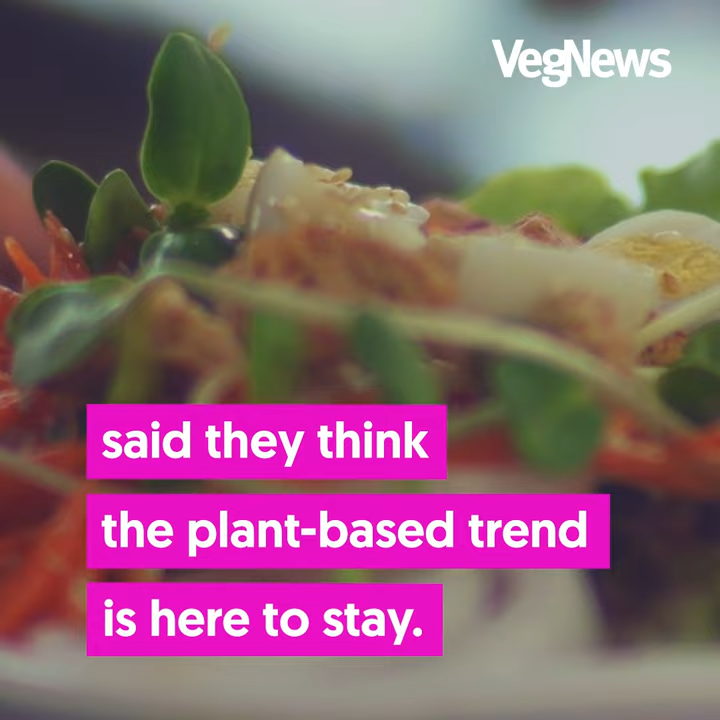 VegNews
said they think
the plant-based trend
is here to stay.